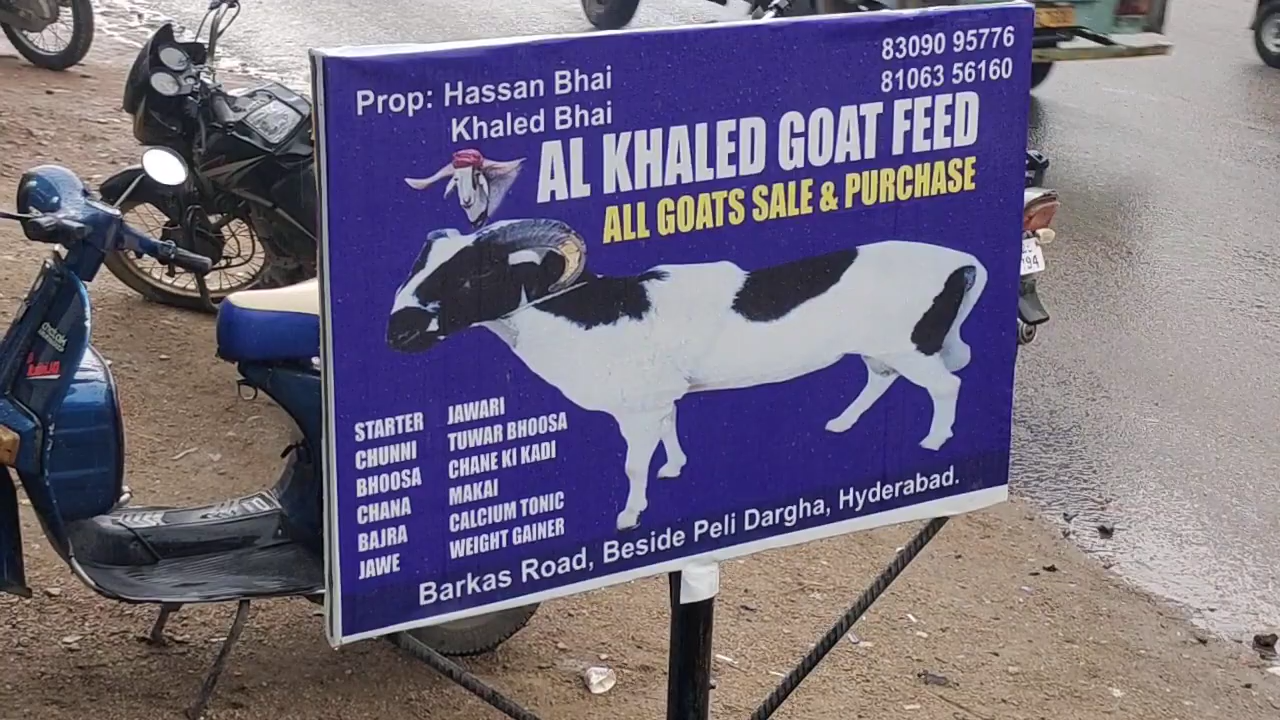 Prop: Hassan Bhai
Khaled Bhai
83090 95776
81063 56160
AL KHALED GOAT FEED
ALL GOATS SALE & PURCHASE
STARTER
CHUNNI
BHOOSA
CHANA
BAJRA
JAWE
JAWARI
TUWAR BHOOSA
CHANE KI KADI
MAKAI
CALCIUM TONIC
WEIGHT GAINER
Barkas Road, Beside Peli Dargha, Hyderabad.